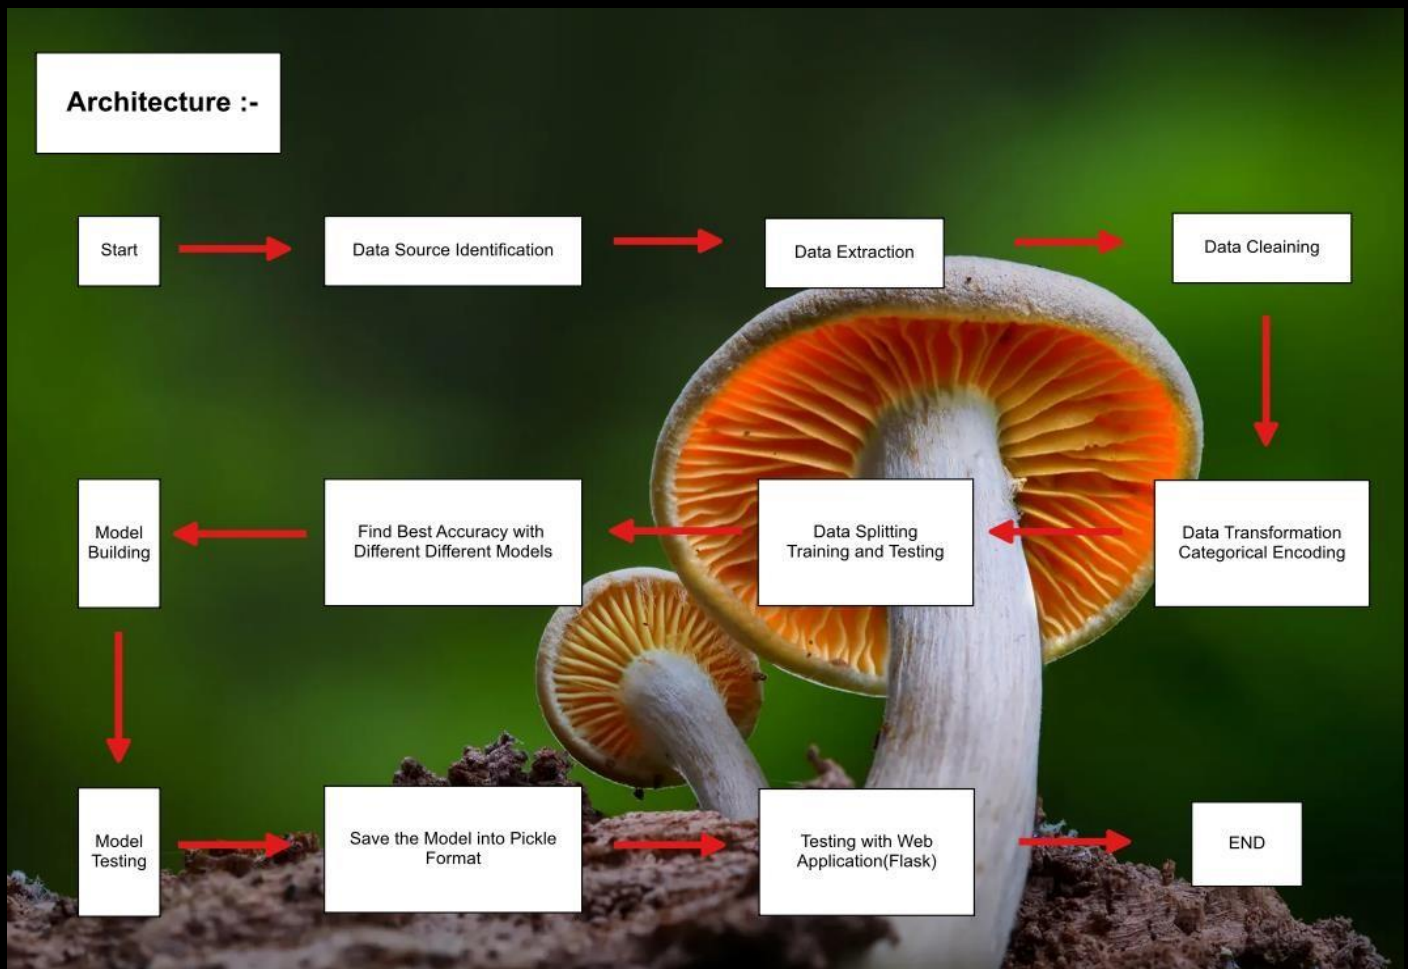 Architecture :-
Start
Data Source Identification
Data Extraction
Data Cleaining
Data Transformation
Categorical Encoding
Data Splitting
Training and Testing
Find Best Accuracy with
Different Different Models
Model
Building
Model
Testing
Save the Model into Pickle
Format
Testing with Web
Application(Flask)
END